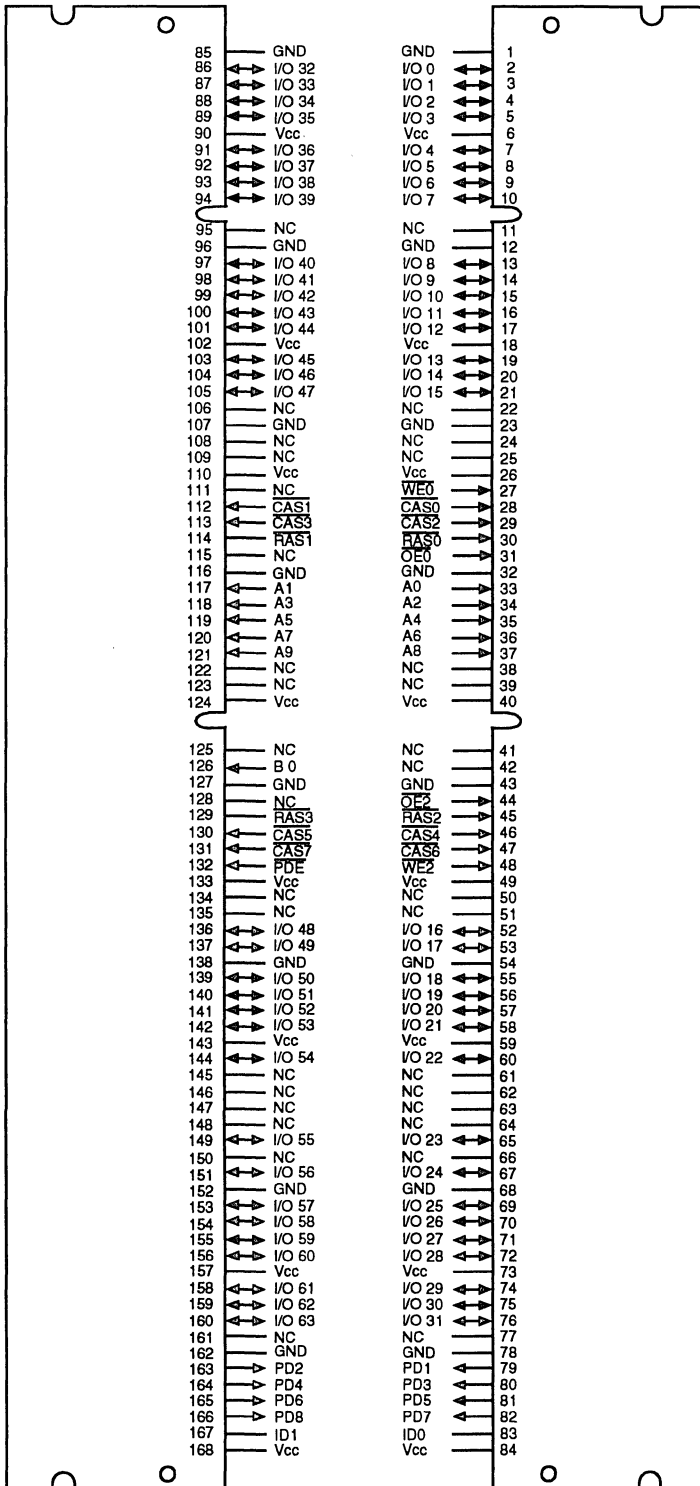 85 GND GND 1
86 I/O 32 I/O 0 2
87 I/O 33 I/O 1 3
88 I/O 34 I/O 2 4
89 I/O 35 I/O 3 5
90 Vcc Vcc 6
91 I/O 36 I/O 4 7
92 I/O 37 I/O 5 8
93 I/O 38 I/O 6 9
94 I/O 39 I/O 7 10
95 NC NC 11
96 GND GND 12
97 I/O 40 I/O 8 13
98 I/O 41 I/O 9 14
99 I/O 42 I/O 10 15
100 I/O 43 I/O 11 16
101 I/O 44 I/O 12 17
102 Vcc Vcc 18
103 I/O 45 I/O 13 19
104 I/O 46 I/O 14 20
105 I/O 47 I/O 15 21
106 NC NC 22
107 GND GND 23
108 NC NC 24
109 NC NC 25
110 Vcc Vcc 26
111 NC WE0 27
112 CAS1 CAS0 28
113 CAS3 CAS2 29
114 RAS1 RAS0 30
115 NC OE0 31
116 GND GND 32
117 A1 A0 33
118 A3 A2 34
119 A5 A4 35
120 A7 A6 36
121 A9 A8 37
122 NC NC 38
123 NC NC 39
124 Vcc Vcc 40
125 NC NC 41
126 B 0 NC 42
127 GND GND 43
128 NC OE2 44
129 RAS3 RAS2 45
130 CAS5 CAS4 46
131 CAS7 CAS6 47
132 PDE WE2 48
133 Vcc Vcc 49
134 NC NC 50
135 NC NC 51
136 I/O 48 I/O 16 52
137 I/O 49 I/O 17 53
138 GND GND 54
139 I/O 50 I/O 18 55
140 I/O 51 I/O 19 56
141 I/O 52 I/O 20 57
142 I/O 53 I/O 21 58
143 Vcc Vcc 59
144 I/O 54 I/O 22 60
145 NC NC 61
146 NC NC 62
147 NC NC 63
148 NC NC 64
149 I/O 55 I/O 23 65
150 NC NC 66
151 I/O 56 I/O 24 67
152 GND GND 68
153 I/O 57 I/O 25 69
154 I/O 58 I/O 26 70
155 I/O 59 I/O 27 71
156 I/O 60 I/O 28 72
157 Vcc Vcc 73
158 I/O 61 I/O 29 74
159 I/O 62 I/O 30 75
160 I/O 63 I/O 31 76
161 NC NC 77
162 GND GND 78
163 PD2 PD1 79
164 PD4 PD3 80
165 PD6 PD5 81
166 PD8 PD7 82
167 ID1 ID0 83
168 Vcc Vcc 84